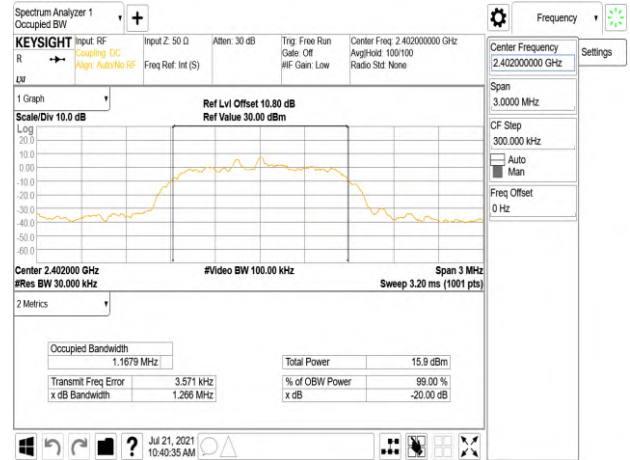 Spectrum Analyzer 1
Occupied BW
Frequency
KEYSIGHT
R
LXI
Input: RF
Coupling: DC
Align: Auto/No RF
Input Z: 50 Ω
Freq Ref: Int (S)
Atten: 30 dB
Trig: Free Run
Gate: Off
#IF Gain: Low
Center Freq: 2.402000000 GHz
Avg|Hold: 100/100
Radio Std: None
Center Frequency
2.402000000 GHz
Settings
Span
3.0000 MHz
CF Step
300.000 kHz
Auto
Man
Freq Offset
0 Hz
1 Graph
Scale/Div 10.0 dB
Ref Lvl Offset 10.80 dB
Ref Value 30.00 dBm
Log
20.0
10.0
0.00
-10.0
-20.0
-30.0
-40.0
-50.0
-60.0
Center 2.402000 GHz
#Res BW 30.000 kHz
#Video BW 100.00 kHz
Span 3 MHz
Sweep 3.20 ms (1001 pts)
2 Metrics
Occupied Bandwidth
1.1679 MHz
Total Power 15.9 dBm
Transmit Freq Error 3.571 kHz
% of OBW Power 99.00 %
x dB Bandwidth 1.266 MHz
x dB -20.00 dB
?
Jul 21, 2021
10:40:35 AM